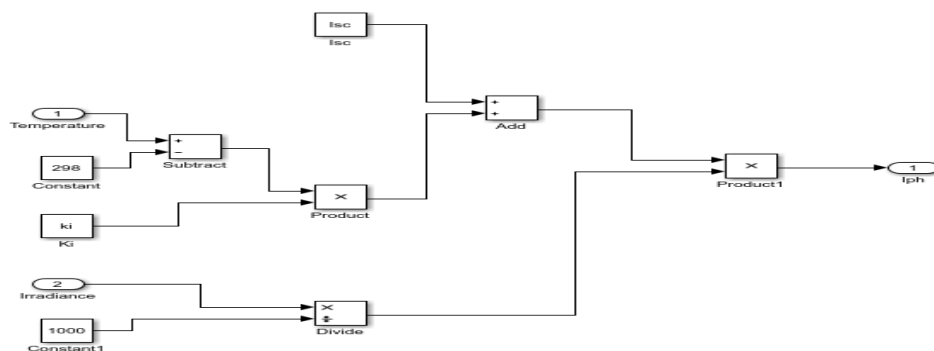 Isc
Isc
1
Temperature
+
−
Subtract
298
Constant
+
+
Add
×
Product
ki
Ki
×
Product1
1
Iph
2
Irradiance
×
÷
Divide
1000
Constant1